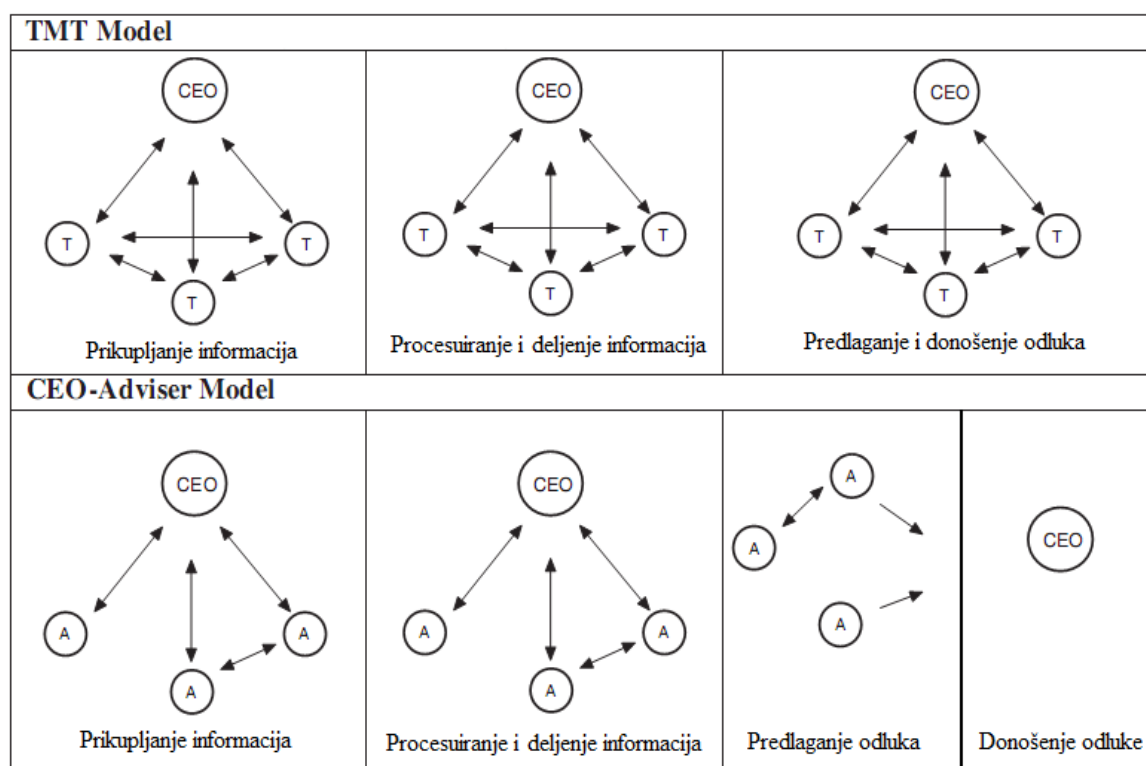 TMT Model
CEO
T
T
T
Prikupljanje informacija
CEO
T
T
T
Procesuiranje i deljenje informacija
CEO
T
T
T
Predlaganje i donošenje odluka
CEO-Adviser Model
CEO
A
A
A
Prikupljanje informacija
CEO
A
A
A
Procesuiranje i deljenje informacija
A
A
A
Predlaganje odluka
CEO
Donošenje odluke